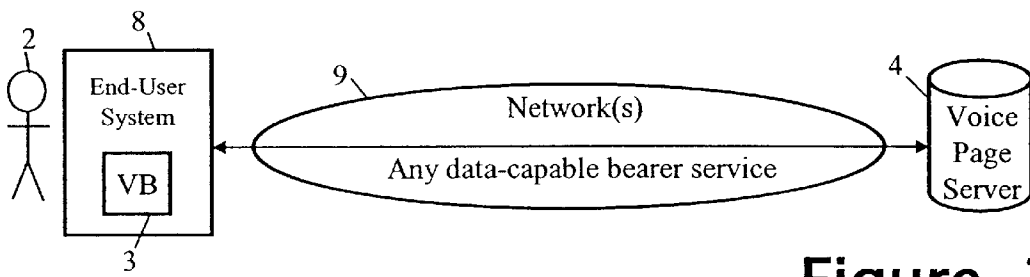 2
8
End-User
System
VB
3
9
Network(s)
Any data-capable bearer service
4
Voice
Page
Server
Figure